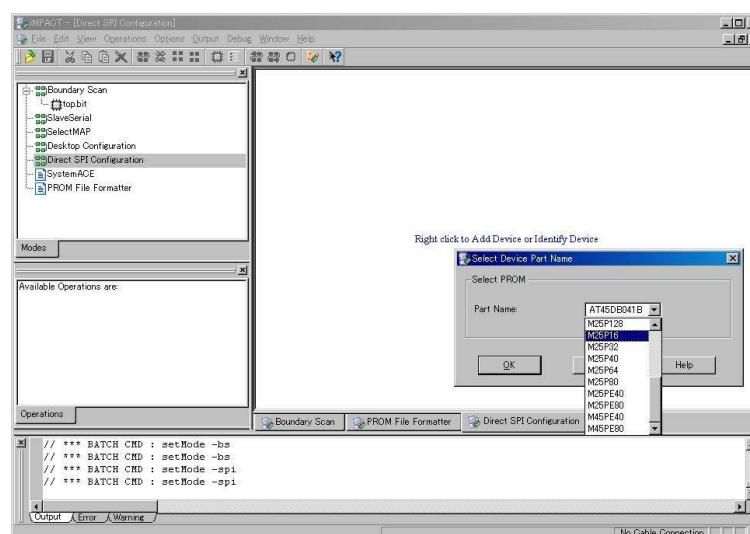 iMPACT - [Direct SPI Configuration]
File Edit View Operations Options Output Debug Window Help
Boundary Scan
top.bit
SlaveSerial
SelectMAP
Desktop Configuration
Direct SPI Configuration
SystemACE
PROM File Formatter
Modes
Available Operations are:
Operations
Right click to Add Device or Identify Device
Select Device Part Name
Select PROM
Part Name:
AT45DB041B
M25P128
M25P16
M25P32
M25P40
M25P64
M25P80
M25PE40
M25PE80
M45PE40
M45PE80
OK
Help
Boundary Scan
PROM File Formatter
Direct SPI Configuration
// *** BATCH CMD : setMode -bs
// *** BATCH CMD : setMode -bs
// *** BATCH CMD : setMode -spi
// *** BATCH CMD : setMode -spi
Output Error Warning
No Cable Connection